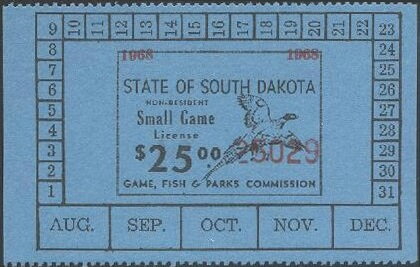 9 10 11 12 13 14 15 16 17 18 19 20 21 22 23
8 1968 1968 24
7 STATE OF SOUTH DAKOTA 25
6 NON-RESIDENT 26
5 Small Game 27
4 License 28
3 $25.00 25029 29
2 30
1 GAME, FISH & PARKS COMMISSION 31
AUG. SEP. OCT. NOV. DEC.